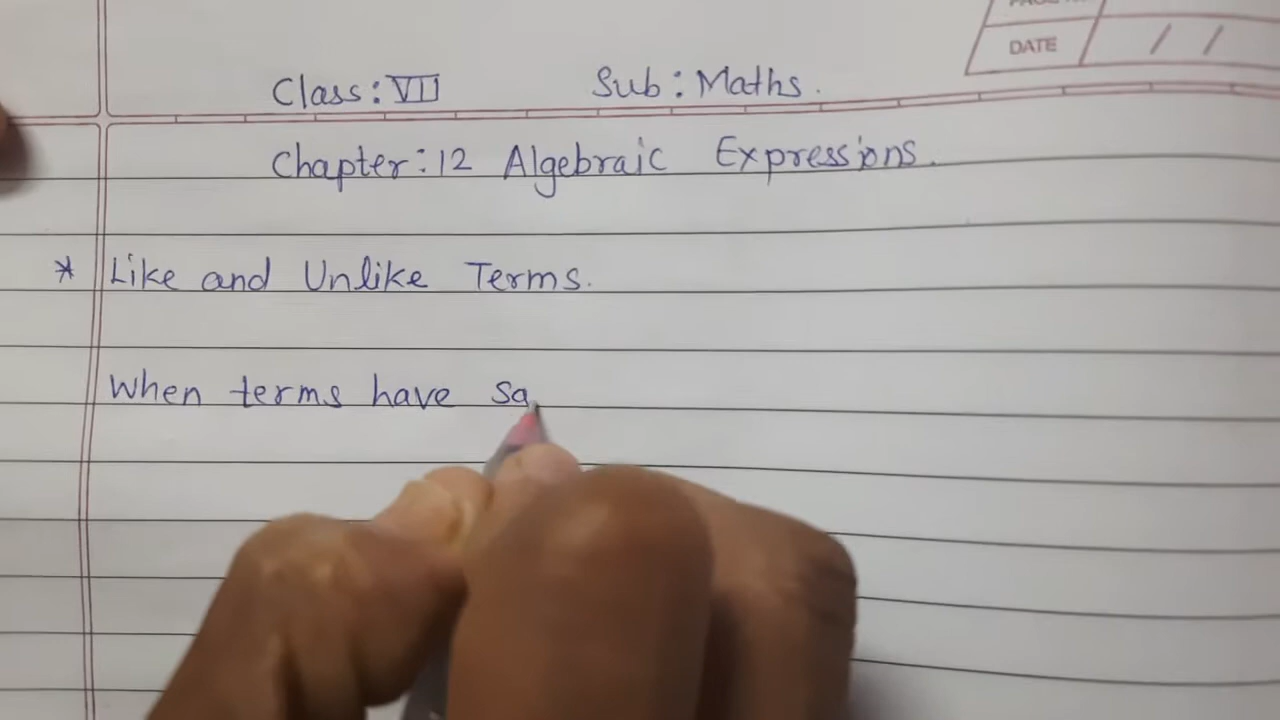 DATE / /
Class: VII Sub: Maths.
Chapter: 12 Algebraic Expressions.
* Like and Unlike Terms.
When terms have sa